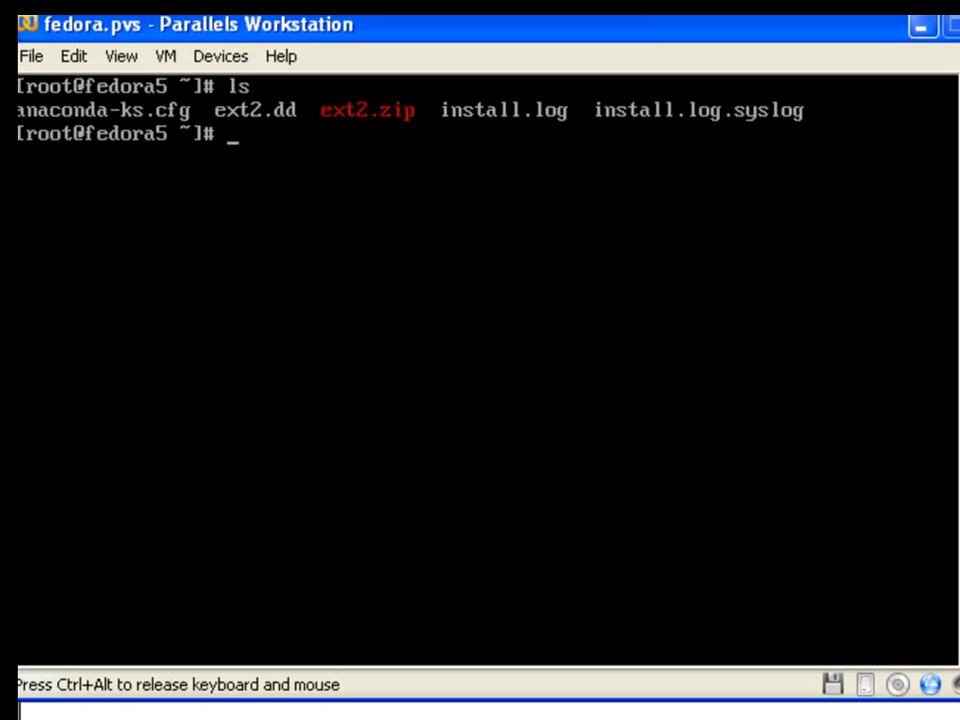 fedora.pvs - Parallels Workstation
File Edit View VM Devices Help
[root@fedora5 ~]# ls
anaconda-ks.cfg ext2.dd ext2.zip install.log install.log.syslog
[root@fedora5 ~]# _
Press Ctrl+Alt to release keyboard and mouse